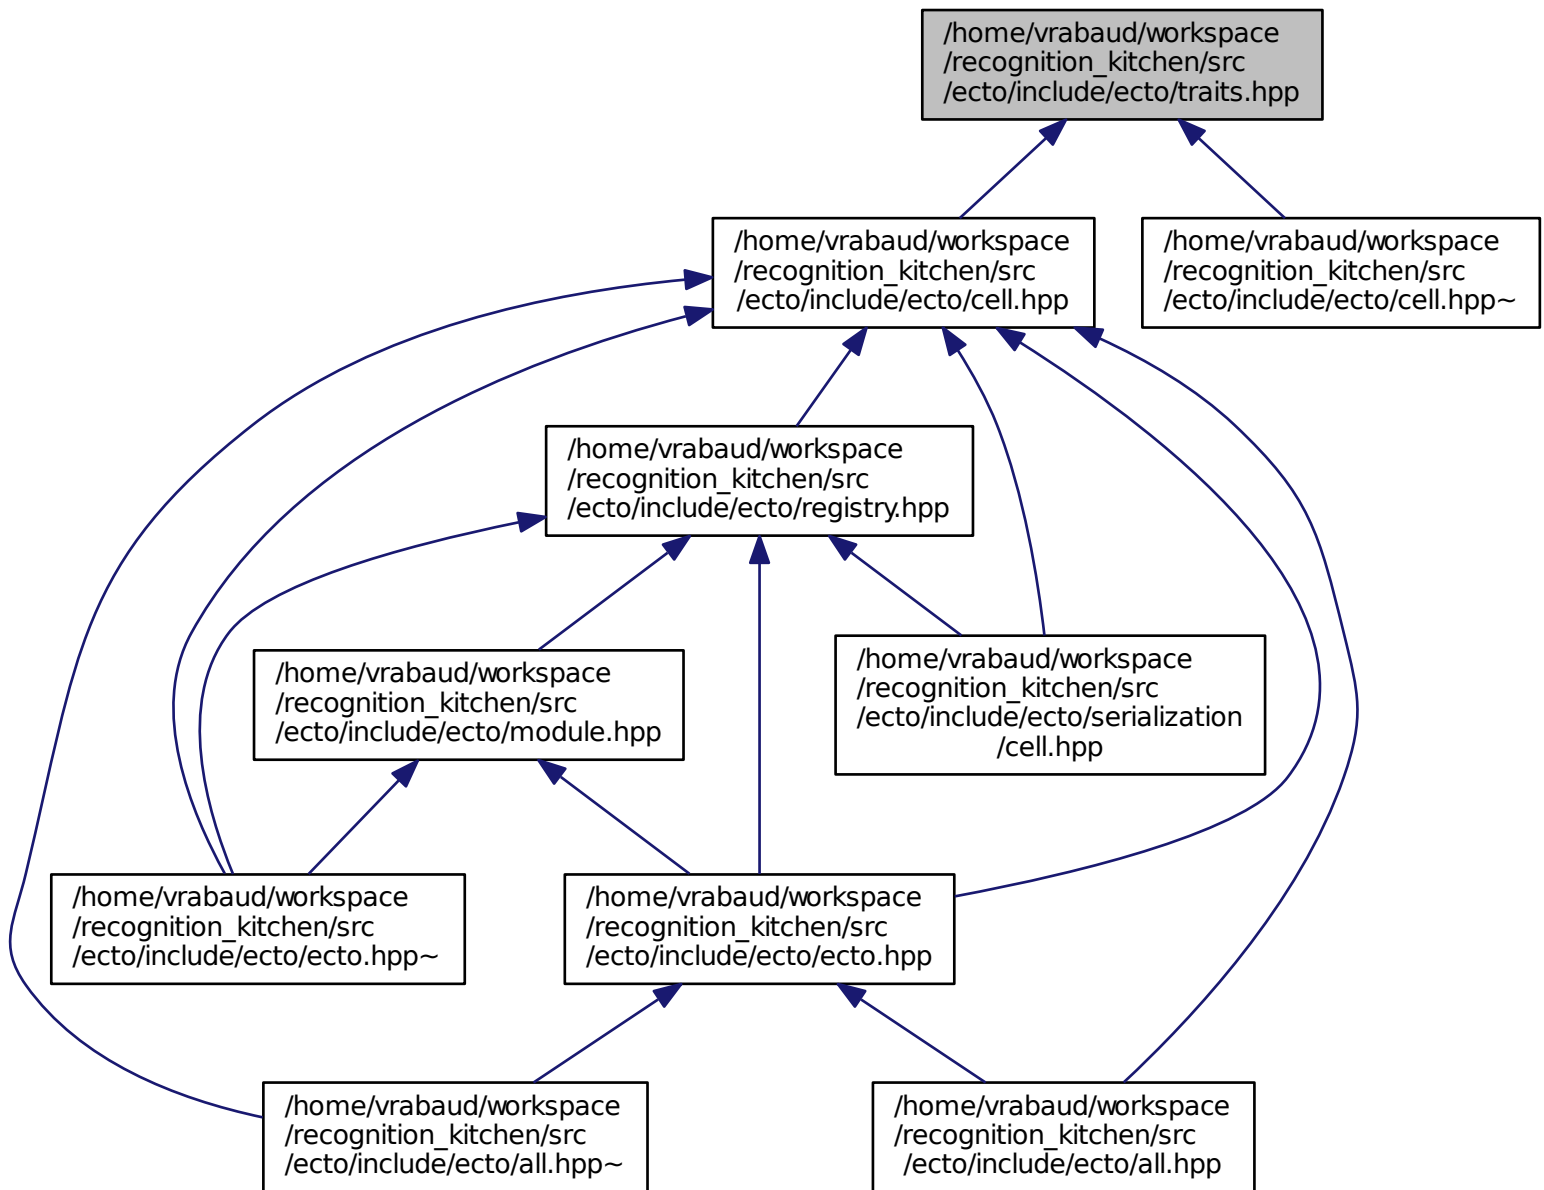 /home/vrabaud/workspace
/recognition_kitchen/src
/ecto/include/ecto/traits.hpp
/home/vrabaud/workspace
/recognition_kitchen/src
/ecto/include/ecto/cell.hpp
/home/vrabaud/workspace
/recognition_kitchen/src
/ecto/include/ecto/cell.hpp~
/home/vrabaud/workspace
/recognition_kitchen/src
/ecto/include/ecto/registry.hpp
/home/vrabaud/workspace
/recognition_kitchen/src
/ecto/include/ecto/module.hpp
/home/vrabaud/workspace
/recognition_kitchen/src
/ecto/include/ecto/serialization
/cell.hpp
/home/vrabaud/workspace
/recognition_kitchen/src
/ecto/include/ecto/ecto.hpp~
/home/vrabaud/workspace
/recognition_kitchen/src
/ecto/include/ecto/ecto.hpp
/home/vrabaud/workspace
/recognition_kitchen/src
/ecto/include/ecto/all.hpp~
/home/vrabaud/workspace
/recognition_kitchen/src
/ecto/include/ecto/all.hpp